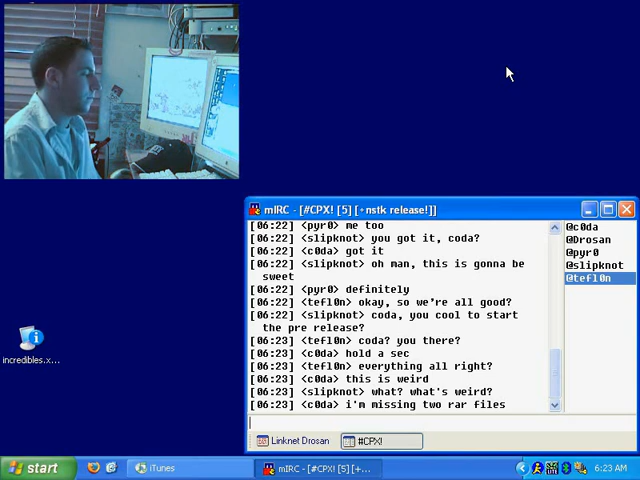 mIRC - [#CPX! [5] [+nstk release!]]
[06:22] <pyr0> me too
[06:22] <slipknot> you got it, coda?
[06:22] <c0da> got it
[06:22] <slipknot> oh man, this is gonna be
sweet
[06:22] <pyr0> definitely
[06:22] <tefl0n> okay, so we're all good?
[06:22] <slipknot> coda, you cool to start
the pre release?
[06:23] <tefl0n> coda? you there?
[06:23] <c0da> hold a sec
[06:23] <tefl0n> everything all right?
[06:23] <c0da> this is weird
[06:23] <slipknot> what? what's weird?
[06:23] <c0da> i'm missing two rar files
@c0da
@Drosan
@pyr0
@slipknot
@tefl0n
incredibles.x...
Linknet Drosan
#CPX!
start
iTunes
mIRC - [#CPX! [5] [+...
6:23 AM